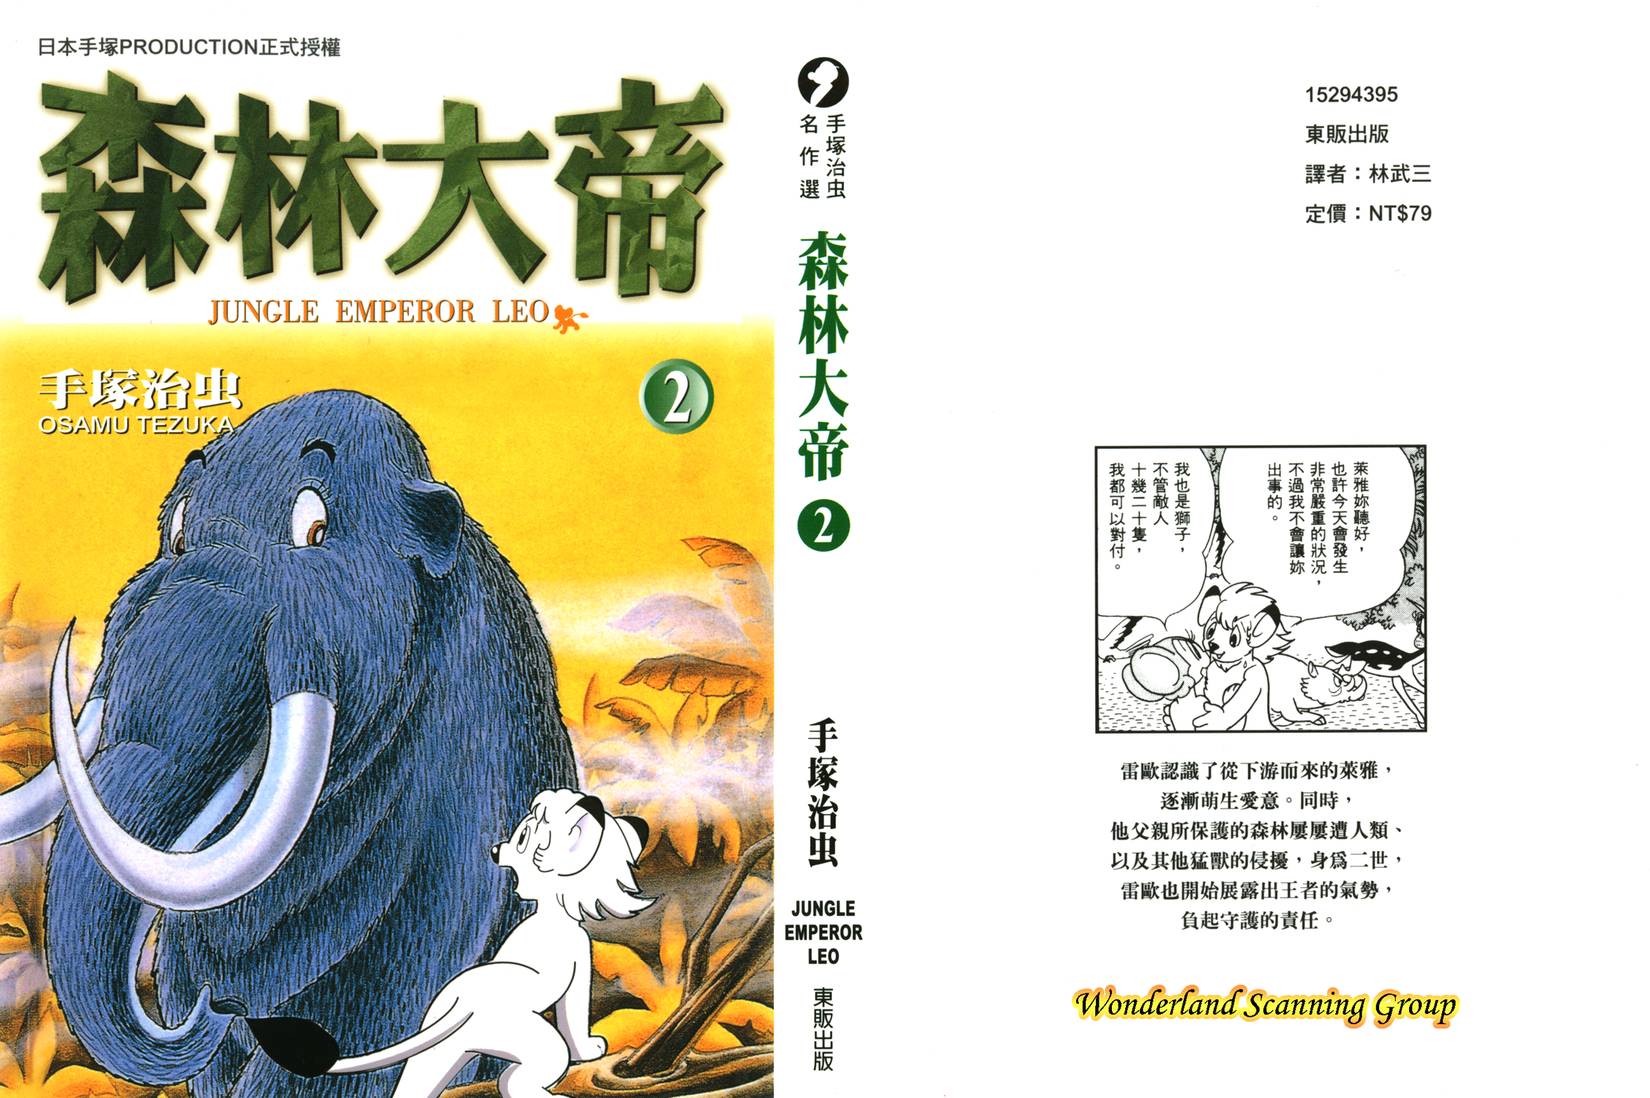 日本手塚PRODUCTION正式授權
森林大帝
JUNGLE EMPEROR LEO
手塚治虫
OSAMU TEZUKA
2
手塚治虫
名作選
森林大帝
2
手塚治虫
JUNGLE
EMPEROR
LEO
東販出版
15294395
東販出版
譯者：林武三
定價：NT$79
萊雅妳聽好，
也許今天會發生
非常嚴重的狀況，
不過我不會讓妳
出事的。
我也是獅子，
不管敵人
十幾二十隻，
我都可以對付。
雷歐認識了從下游而來的萊雅，
逐漸萌生愛意。同時，
他父親所保護的森林屢屢遭人類、
以及其他猛獸的侵擾，身爲二世，
雷歐也開始展露出王者的氣勢，
負起守護的責任。
Wonderland Scanning Group